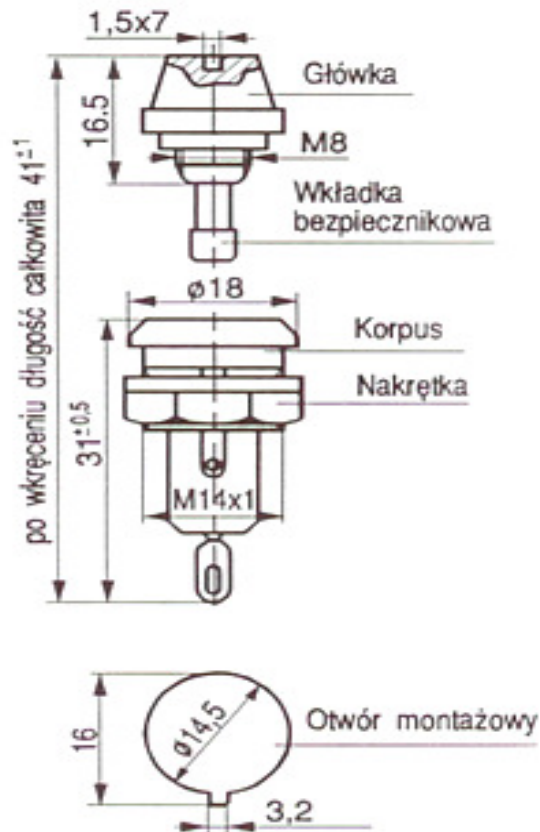 1,5x7
Główka
16.5
M8
Wkładka
bezpiecznikowa
po wkręceniu długość całkowita 41±1
ø18
Korpus
Nakrętka
31±0,5
M14x1
16
ø14,5
Otwór montażowy
3,2